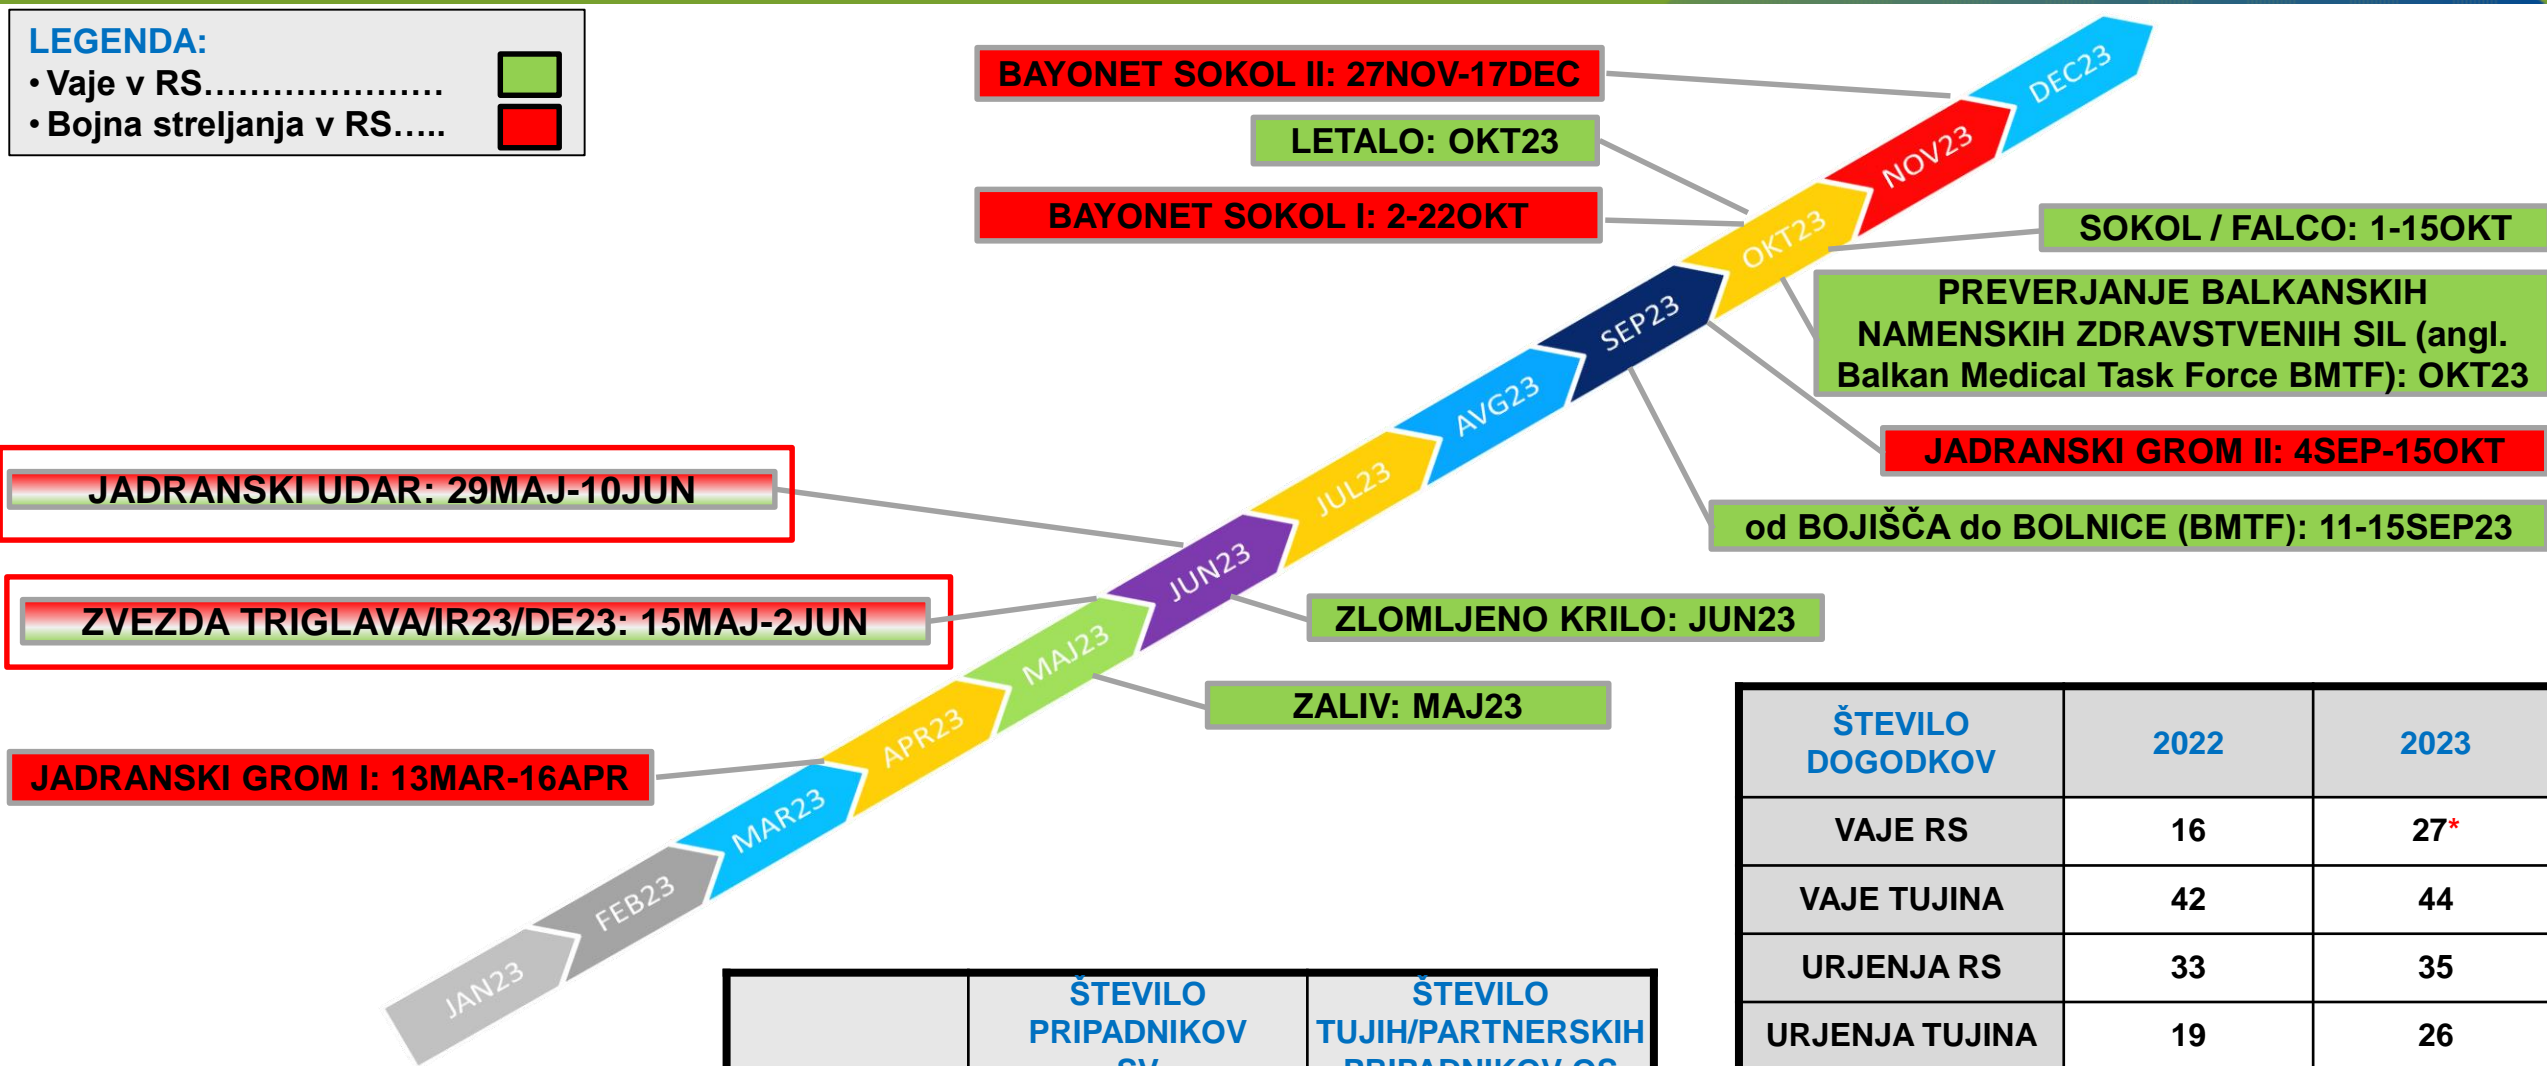 LEGENDA:
• Vaje v RS.....................
• Bojna streljanja v RS.....
BAYONET SOKOL II: 27NOV-17DEC
LETALO: OKT23
BAYONET SOKOL I: 2-22OKT
DEC23
NOV23
OKT23
SEP23
AVG23
JUL23
JUN23
MAJ23
APR23
MAR23
FEB23
JAN23
SOKOL / FALCO: 1-15OKT
PREVERJANJE BALKANSKIH
NAMENSKIH ZDRAVSTVENIH SIL (angl.
Balkan Medical Task Force BMTF): OKT23
JADRANSKI GROM II: 4SEP-15OKT
od BOJIŠČA do BOLNICE (BMTF): 11-15SEP23
JADRANSKI UDAR: 29MAJ-10JUN
ZVEZDA TRIGLAVA/IR23/DE23: 15MAJ-2JUN
ZLOMLJENO KRILO: JUN23
ZALIV: MAJ23
JADRANSKI GROM I: 13MAR-16APR
ŠTEVILO
DOGODKOV 2022 2023
VAJE RS 16 27*
VAJE TUJINA 42 44
URJENJA RS 33 35
URJENJA TUJINA 19 26
ŠTEVILO
PRIPADNIKOV
SV
ŠTEVILO
TUJIH/PARTNERSKIH
PRIPADNIKOV OS